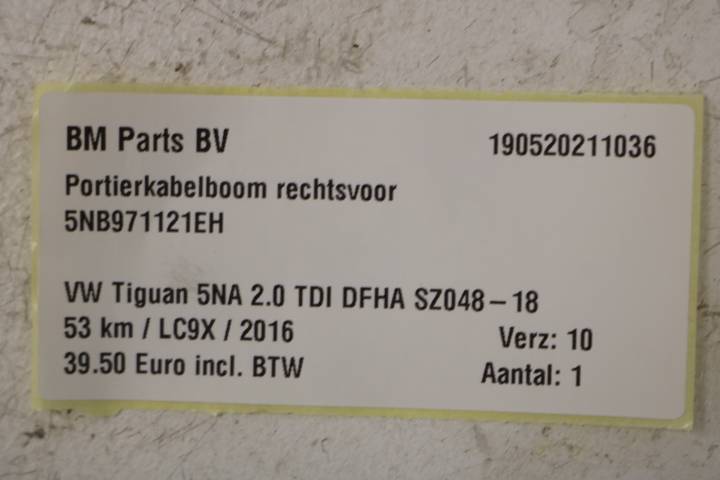 BM Parts BV 190520211036
Portierkabelboom rechtsvoor
5NB971121EH
VW Tiguan 5NA 2.0 TDI DFHA SZ048-18
53 km / LC9X / 2016 Verz: 10
39.50 Euro incl. BTW Aantal: 1